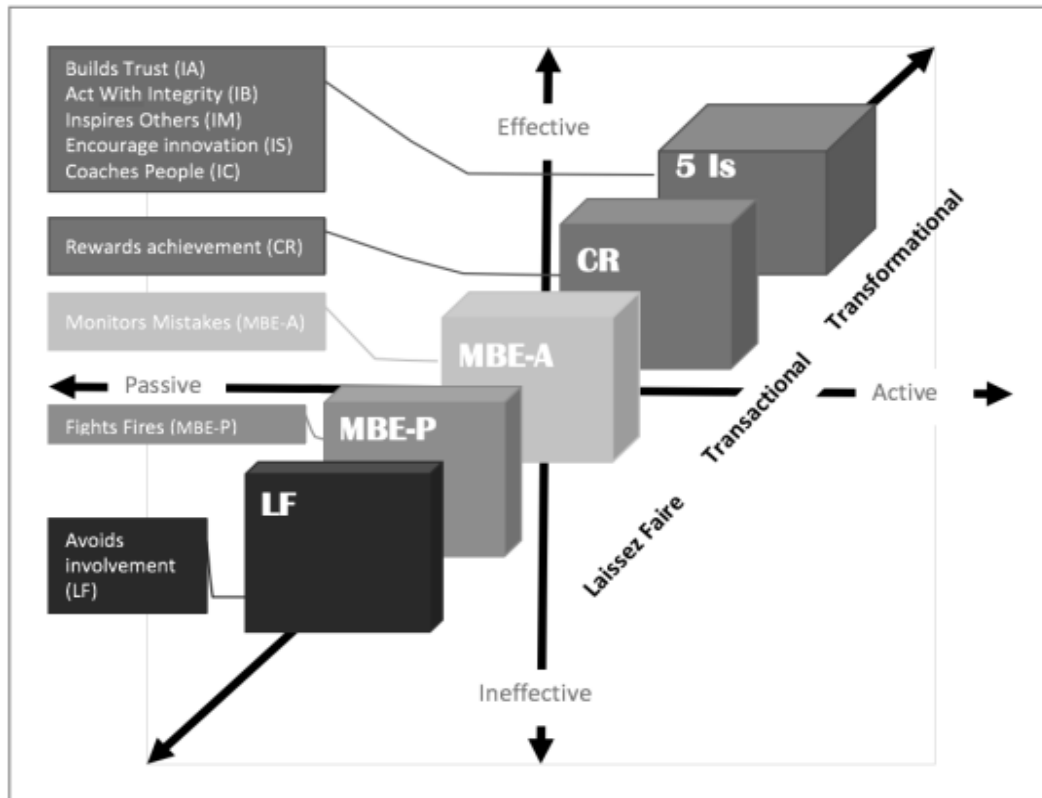 Builds Trust (IA)
Act With Integrity (IB)
Inspires Others (IM)
Encourage innovation (IS)
Coaches People (IC)
Effective
5 Is
Rewards achievement (CR)
CR
Transformational
Monitors Mistakes (MBE-A)
MBE-A
Passive
Transactional
Active
Fights Fires (MBE-P)
MBE-P
LF
Laissez Faire
Avoids
involvement
(LF)
Ineffective